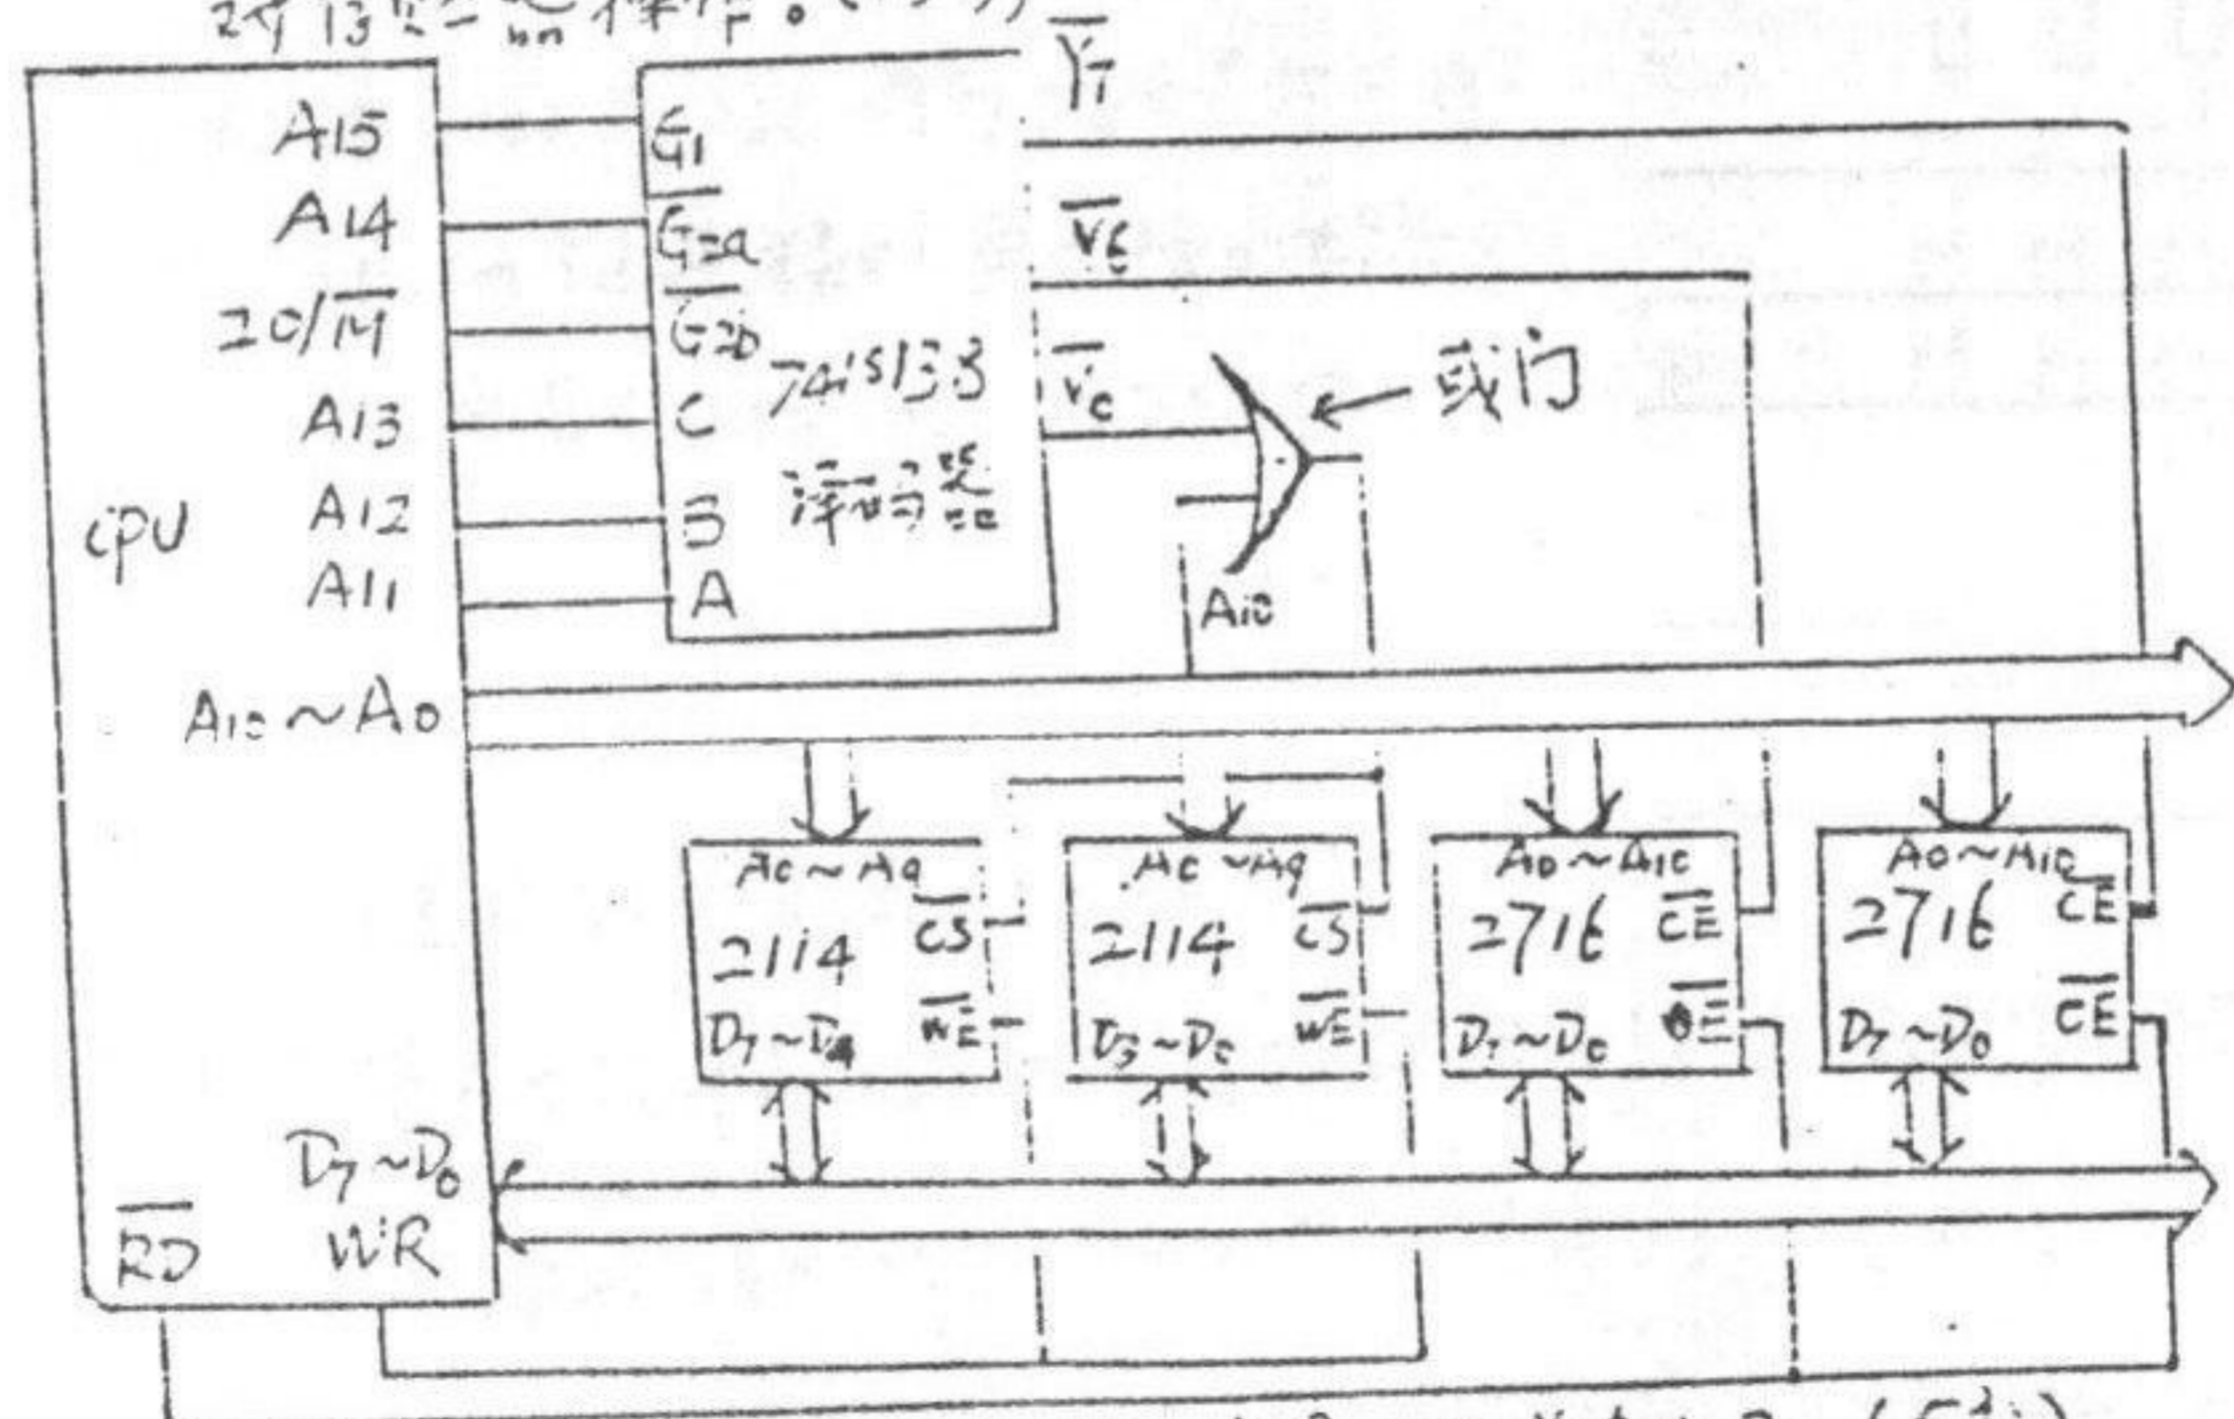 A15
A14
IO/M
A13
A12
A11
CPU
A10~A0
D7~D0
RD
WR
G1
G2a
G2b
C
B
A
74LS138
译码器
Y7
Y6
或门
A10
A0~A9
CS
2114
WE
D7~D4
A0~A9
CS
2114
WE
D3~D0
A0~A10
2716
CE
OE
D7~D0
A0~A10
2716
CE
CE
D7~D0